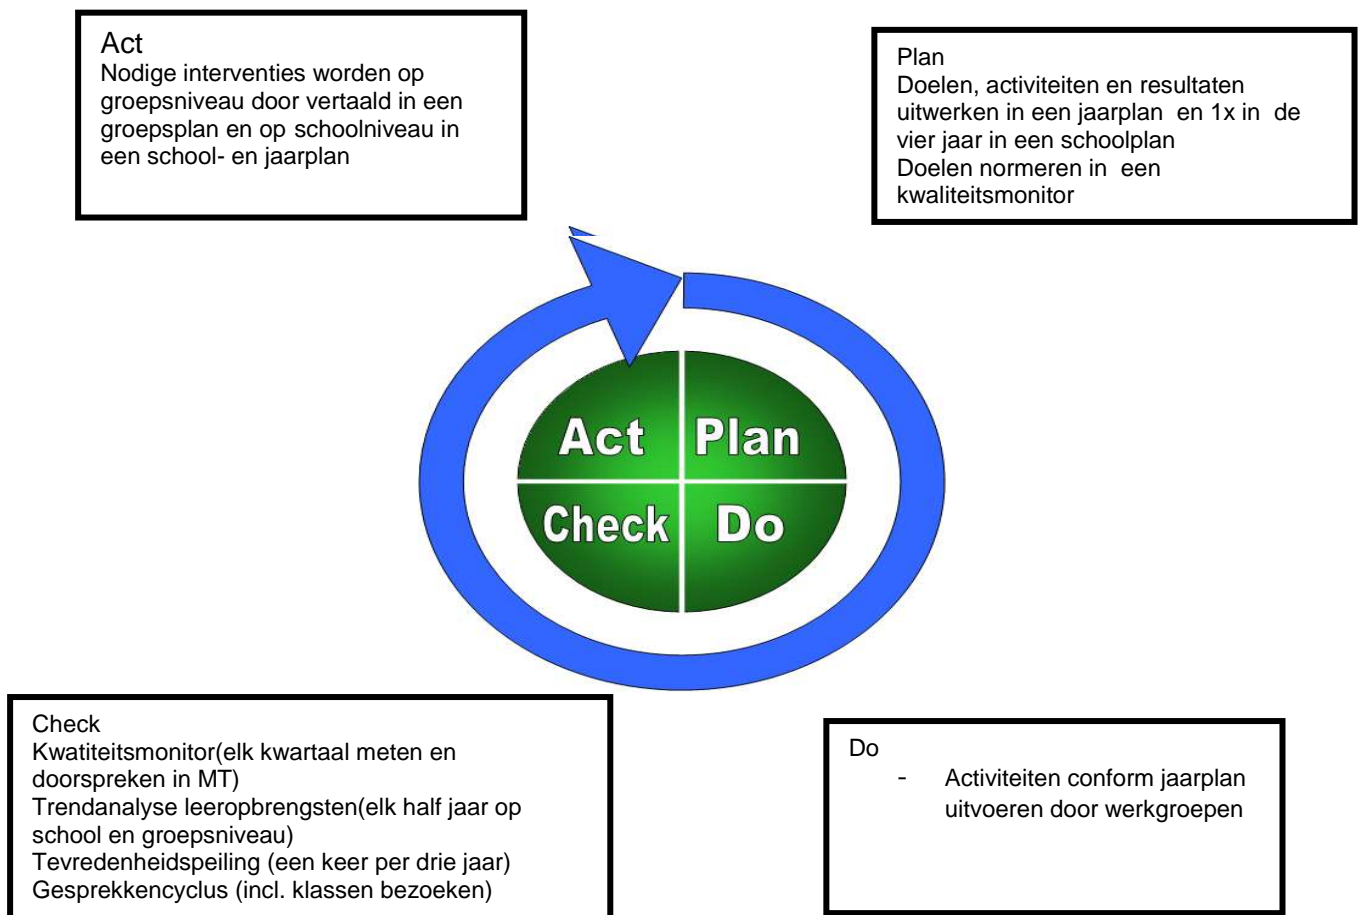 Act
Nodige interventies worden op
groepsniveau door vertaald in een
groepsplan en op schoolniveau in
een school- en jaarplan
Plan
Doelen, activiteiten en resultaten
uitwerken in een jaarplan en 1x in de
vier jaar in een schoolplan
Doelen normeren in een
kwaliteitsmonitor
Act
Plan
Check
Do
Check
Kwatiteitsmonitor(elk kwartaal meten en
doorspreken in MT)
Trendanalyse leeropbrengsten(elk half jaar op
school en groepsniveau)
Tevredenheidspeiling (een keer per drie jaar)
Gesprekkencyclus (incl. klassen bezoeken)
Do
- Activiteiten conform jaarplan
uitvoeren door werkgroepen